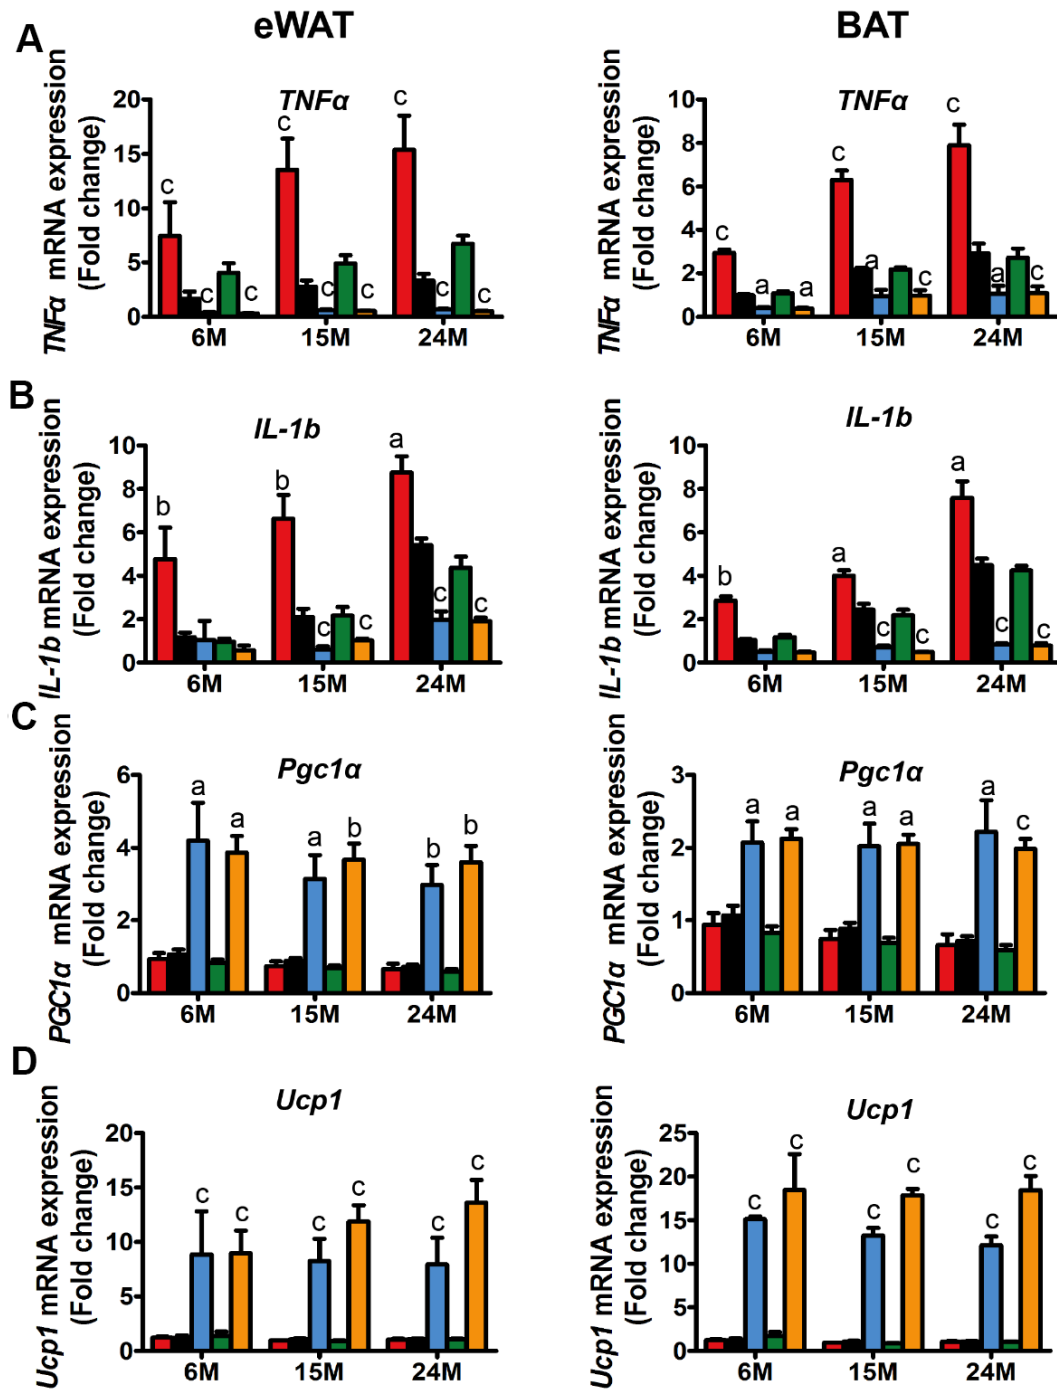 eWAT
BAT
A
TNFα mRNA expression
(Fold change)
TNFα
20
15
10
5
0
c
c
c
c
c
c
c
c
c
6M
15M
24M
TNFα mRNA expression
(Fold change)
TNFα
10
8
6
4
2
0
c
a
a
c
a
c
c
a
c
6M
15M
24M
B
IL-1b mRNA expression
(Fold change)
IL-1b
10
8
6
4
2
0
b
b
c
c
a
c
c
6M
15M
24M
IL-1b mRNA expression
(Fold change)
IL-1b
10
8
6
4
2
0
b
a
c
c
a
c
c
6M
15M
24M
C
PGC1α mRNA expression
(Fold change)
Pgc1α
6
4
2
0
a
a
a
b
b
b
6M
15M
24M
PGC1α mRNA expression
(Fold change)
Pgc1α
3
2
1
0
a
a
a
a
a
c
6M
15M
24M
D
Ucp1 mRNA expression
(Fold change)
Ucp1
20
15
10
5
0
c
c
c
c
c
c
6M
15M
24M
Ucp1 mRNA expression
(Fold change)
Ucp1
25
20
15
10
5
0
c
c
c
c
c
c
6M
15M
24M